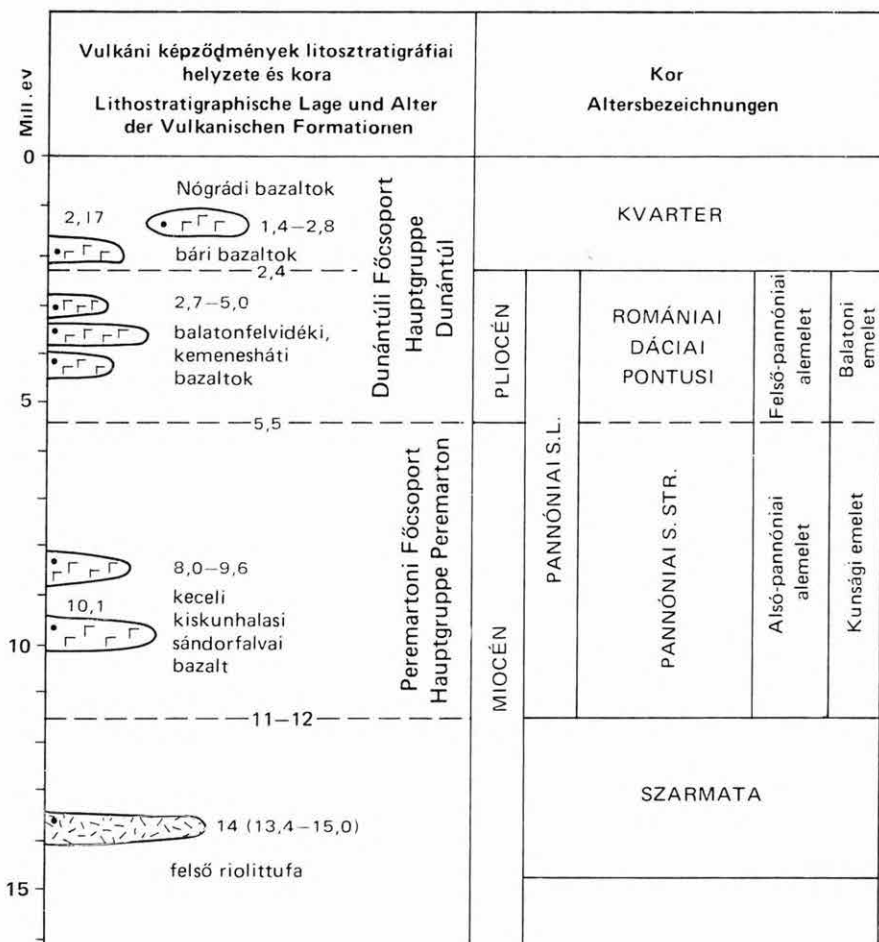 Mill. ev
Vulkáni képződmények litosztratigráfiai
helyzete és kora
Lithostratigraphische Lage und Alter
der Vulkanischen Formationen
Kor
Altersbezeichnungen
0
5
10
15
Nógrádi bazaltok
2,17
1,4–2,8
bári bazaltok
2,4
2,7–5,0
balatonfelvidéki,
kemenesháti
bazaltok
5,5
8,0–9,6
10,1
keceli
kiskunhalasi
sándorfalvai
bazalt
11–12
14 (13,4–15,0)
felső riolittufa
Dunántúli Főcsoport
Hauptgruppe
Dunántúl
Peremartoni Főcsoport
Hauptgruppe Peremarton
KVARTER
PLIOCÉN
MIOCÉN
PANNÓNIAI S.L.
ROMÁNIAI
DÁCIAI
PONTUSI
PANNÓNIAI S. STR.
Felső-pannóniai
alemelet
Balatoni
emelet
Alsó-pannóniai
alemelet
Kunsági emelet
SZARMATA